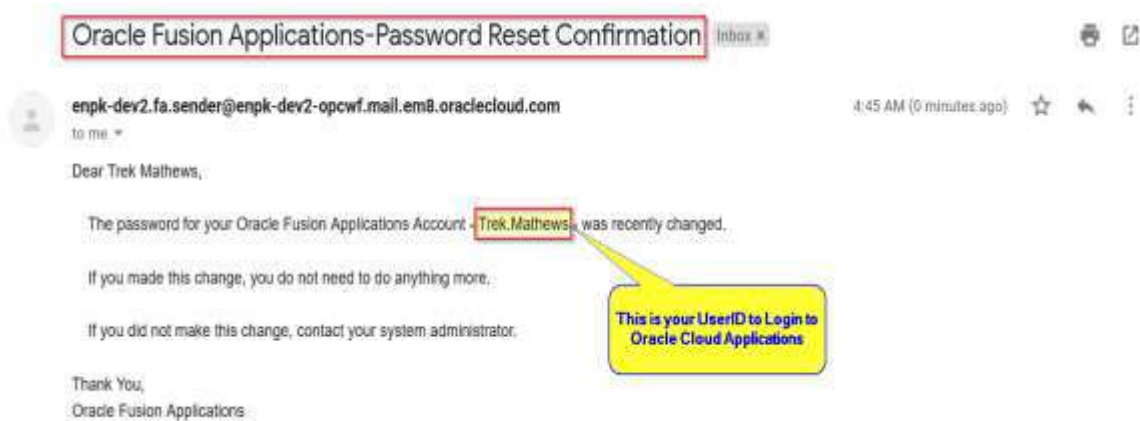 Oracle Fusion Applications-Password Reset Confirmation Inbox x
enpk-dev2.fa.sender@enpk-dev2-opcwf.mail.em8.oraclecloud.com 4:45 AM (0 minutes ago)
to me
Dear Trek Mathews,
The password for your Oracle Fusion Applications Account - Trek.Mathews - was recently changed.
If you made this change, you do not need to do anything more.
If you did not make this change, contact your system administrator.
This is your UserID to Login to
Oracle Cloud Applications
Thank You,
Oracle Fusion Applications